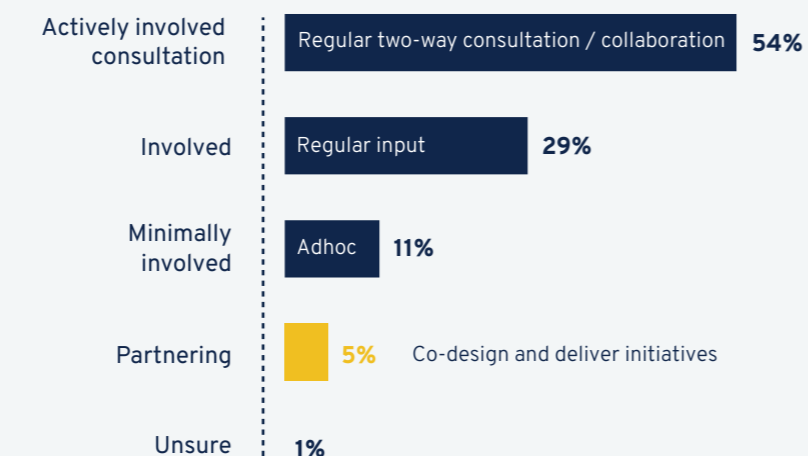 Actively involved
consultation
Regular two-way consultation / collaboration 54%
Involved
Regular input 29%
Minimally
involved
Adhoc 11%
Partnering
5% Co-design and deliver initiatives
Unsure
1%